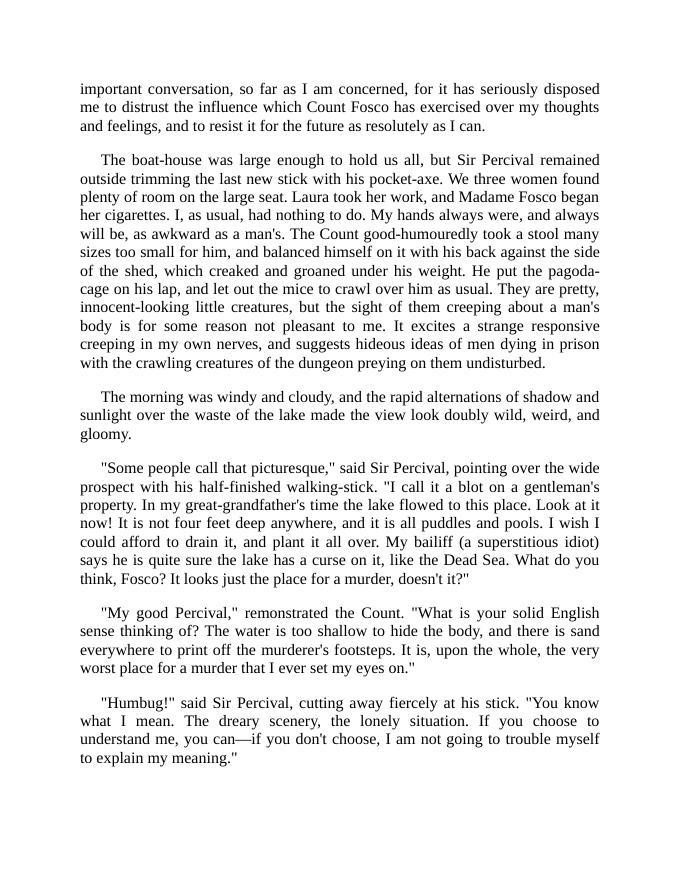 important conversation, so far as I am concerned, for it has seriously disposed
me to distrust the influence which Count Fosco has exercised over my thoughts
and feelings, and to resist it for the future as resolutely as I can.
The boat-house was large enough to hold us all, but Sir Percival remained
outside trimming the last new stick with his pocket-axe. We three women found
plenty of room on the large seat. Laura took her work, and Madame Fosco began
her cigarettes. I, as usual, had nothing to do. My hands always were, and always
will be, as awkward as a man's. The Count good-humouredly took a stool many
sizes too small for him, and balanced himself on it with his back against the side
of the shed, which creaked and groaned under his weight. He put the pagoda-
cage on his lap, and let out the mice to crawl over him as usual. They are pretty,
innocent-looking little creatures, but the sight of them creeping about a man's
body is for some reason not pleasant to me. It excites a strange responsive
creeping in my own nerves, and suggests hideous ideas of men dying in prison
with the crawling creatures of the dungeon preying on them undisturbed.
The morning was windy and cloudy, and the rapid alternations of shadow and
sunlight over the waste of the lake made the view look doubly wild, weird, and
gloomy.
"Some people call that picturesque," said Sir Percival, pointing over the wide
prospect with his half-finished walking-stick. "I call it a blot on a gentleman's
property. In my great-grandfather's time the lake flowed to this place. Look at it
now! It is not four feet deep anywhere, and it is all puddles and pools. I wish I
could afford to drain it, and plant it all over. My bailiff (a superstitious idiot)
says he is quite sure the lake has a curse on it, like the Dead Sea. What do you
think, Fosco? It looks just the place for a murder, doesn't it?"
"My good Percival," remonstrated the Count. "What is your solid English
sense thinking of? The water is too shallow to hide the body, and there is sand
everywhere to print off the murderer's footsteps. It is, upon the whole, the very
worst place for a murder that I ever set my eyes on."
"Humbug!" said Sir Percival, cutting away fiercely at his stick. "You know
what I mean. The dreary scenery, the lonely situation. If you choose to
understand me, you can—if you don't choose, I am not going to trouble myself
to explain my meaning."